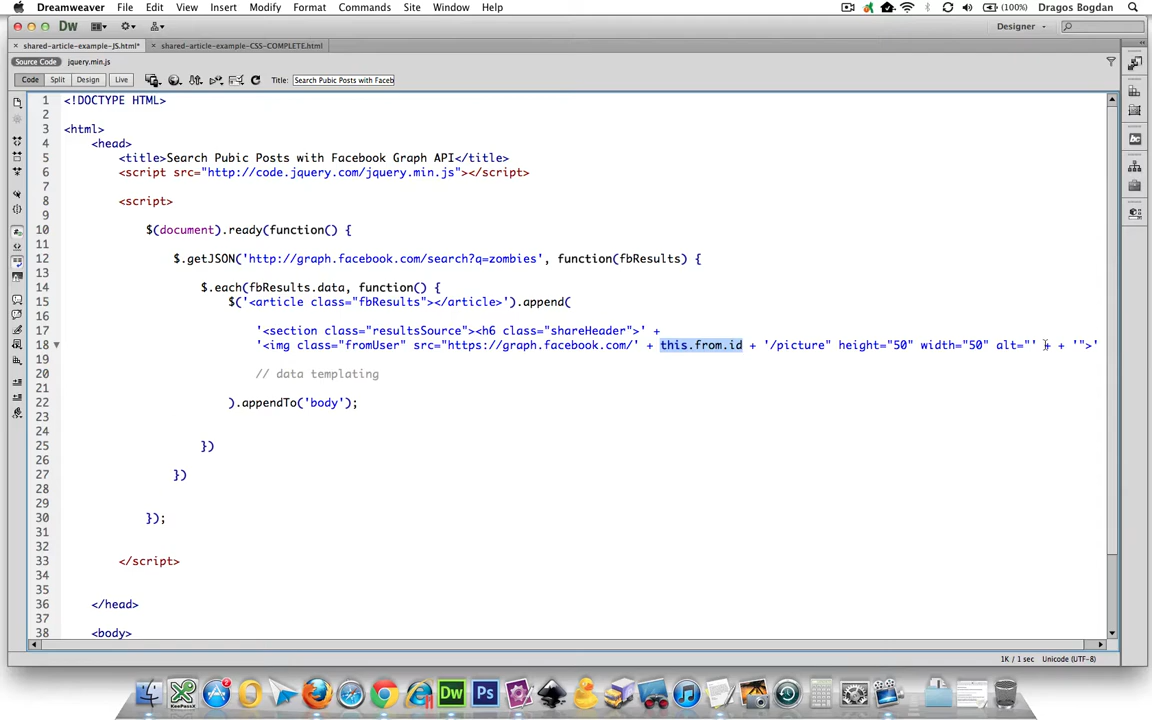 Dreamweaver File Edit View Insert Modify Format Commands Site Window Help (100%) Dragos Bogdan
Dw Designer
shared-article-example-JS.html* shared-article-example-CSS-COMPLETE.html
Source Code jquery.min.js
Code Split Design Live Title: Search Pubic Posts with Faceb
1 <!DOCTYPE HTML>
2
3 <html>
4 <head>
5 <title>Search Pubic Posts with Facebook Graph API</title>
6 <script src="http://code.jquery.com/jquery.min.js"></script>
7
8 <script>
9
10 $(document).ready(function() {
11
12 $.getJSON('http://graph.facebook.com/search?q=zombies', function(fbResults) {
13
14 $.each(fbResults.data, function() {
15 $('<article class="fbResults"></article>').append(
16
17 '<section class="resultsSource"><h6 class="shareHeader">' +
18 '<img class="fromUser" src="https://graph.facebook.com/' + this.from.id + '/picture" height="50" width="50" alt="' + + '">'
19
20 // data templating
21
22 ).appendTo('body');
23
24
25 })
26
27 })
28
29
30 });
31
32
33 </script>
34
35
36 </head>
37
38 <body>
1K / 1 sec Unicode (UTF-8)
KeePassX 2 Dw Ps